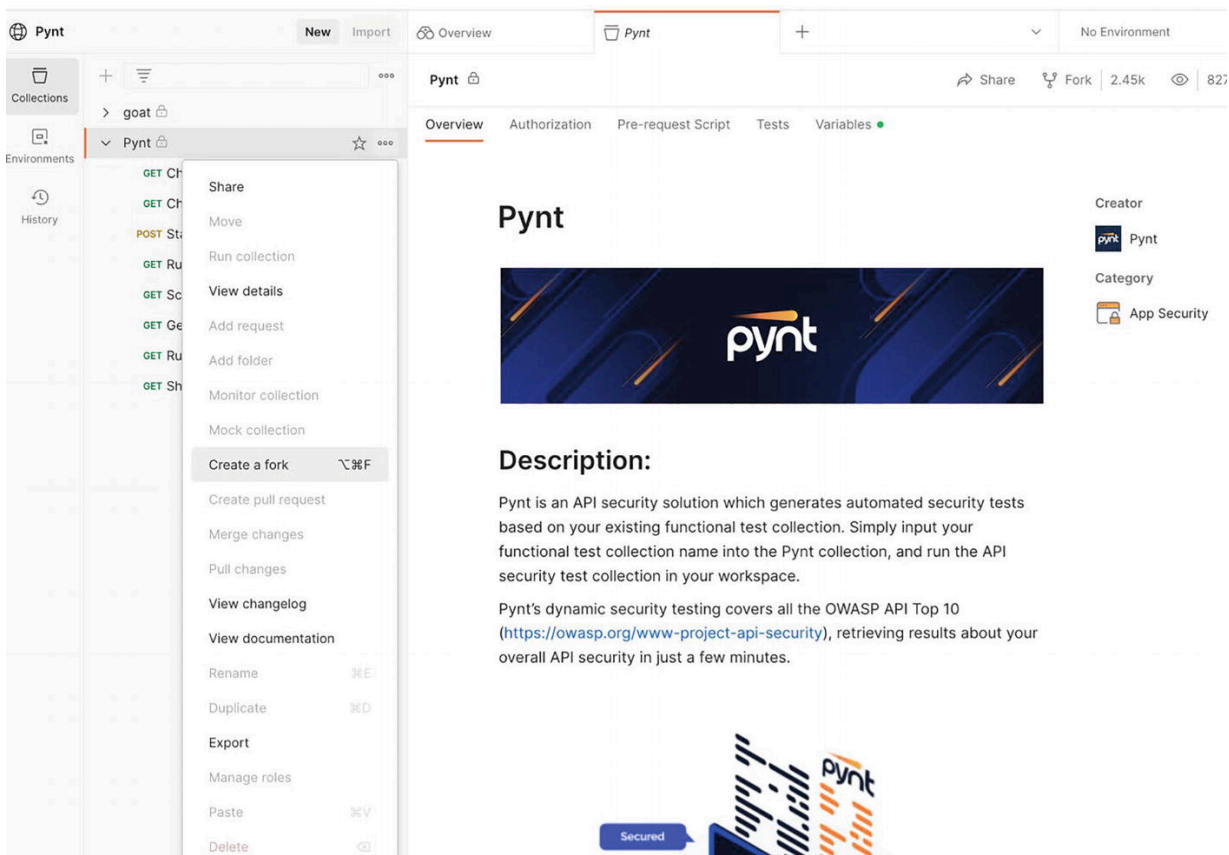 Pynt
New
Import
Overview
Pynt
No Environment
Collections
Environments
History
goat
Pynt
GET Ch
GET Ch
POST Sta
GET Ru
GET Sc
GET Ge
GET Ru
GET Sh
Share
Move
Run collection
View details
Add request
Add folder
Monitor collection
Mock collection
Create a fork ⌥⌘F
Create pull request
Merge changes
Pull changes
View changelog
View documentation
Rename ⌘E
Duplicate ⌘D
Export
Manage roles
Paste ⌘V
Delete ⌫
Pynt
Share
Fork 2.45k
827
Overview Authorization Pre-request Script Tests Variables
Pynt
pynt
Description:
Pynt is an API security solution which generates automated security tests
based on your existing functional test collection. Simply input your
functional test collection name into the Pynt collection, and run the API
security test collection in your workspace.
Pynt's dynamic security testing covers all the OWASP API Top 10
(https://owasp.org/www-project-api-security), retrieving results about your
overall API security in just a few minutes.
pynt
Secured
Creator
pynt Pynt
Category
App Security